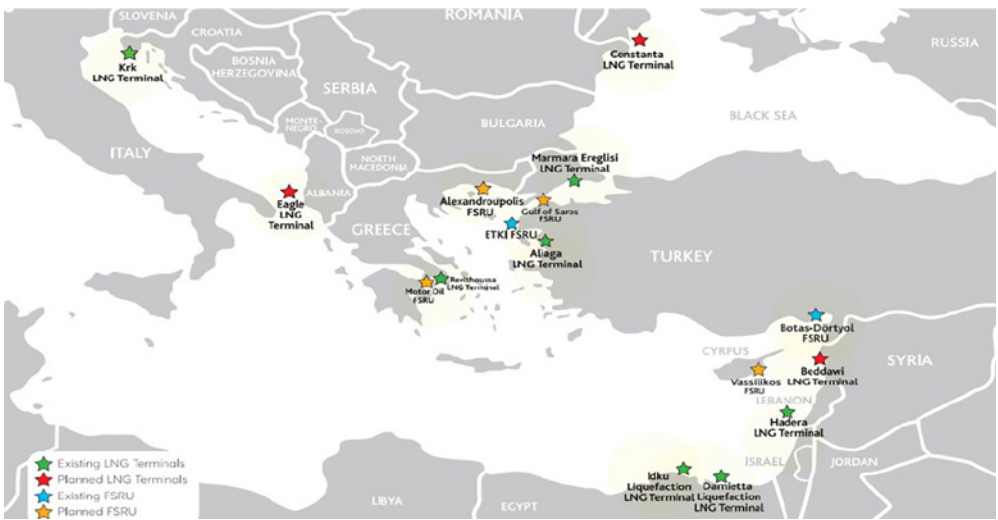 SLOVENIA
ROMANIA
CROATIA
RUSSIA
Krk
LNG Terminal
Constanta
LNG Terminal
BOSNIA
HERZEGOVINA
SERBIA
BLACK SEA
MONTE-
NEGRO
KOSOVO
BULGARIA
ITALY
NORTH
MACEDONIA
Marmara Ereglisi
LNG Terminal
ALBANIA
Eagle
LNG
Terminal
Alexandroupolis
FSRU
Gulf of Saros
FSRU
GREECE
ETKI FSRU
Aliaga
LNG Terminal
TURKEY
Motor Oil
FSRU
Revithoussa
LNG Terminal
Botas-Dörtyol
FSRU
CYPRUS
SYRIA
Vassilikos
FSRU
Beddawi
LNG Terminal
LEBANON
Hadera
LNG Terminal
ISRAEL
JORDAN
Idku
Liquefaction
LNG Terminal
Damietta
Liquefaction
LNG Terminal
LIBYA
EGYPT
Existing LNG Terminals
Planned LNG Terminals
Existing FSRU
Planned FSRU